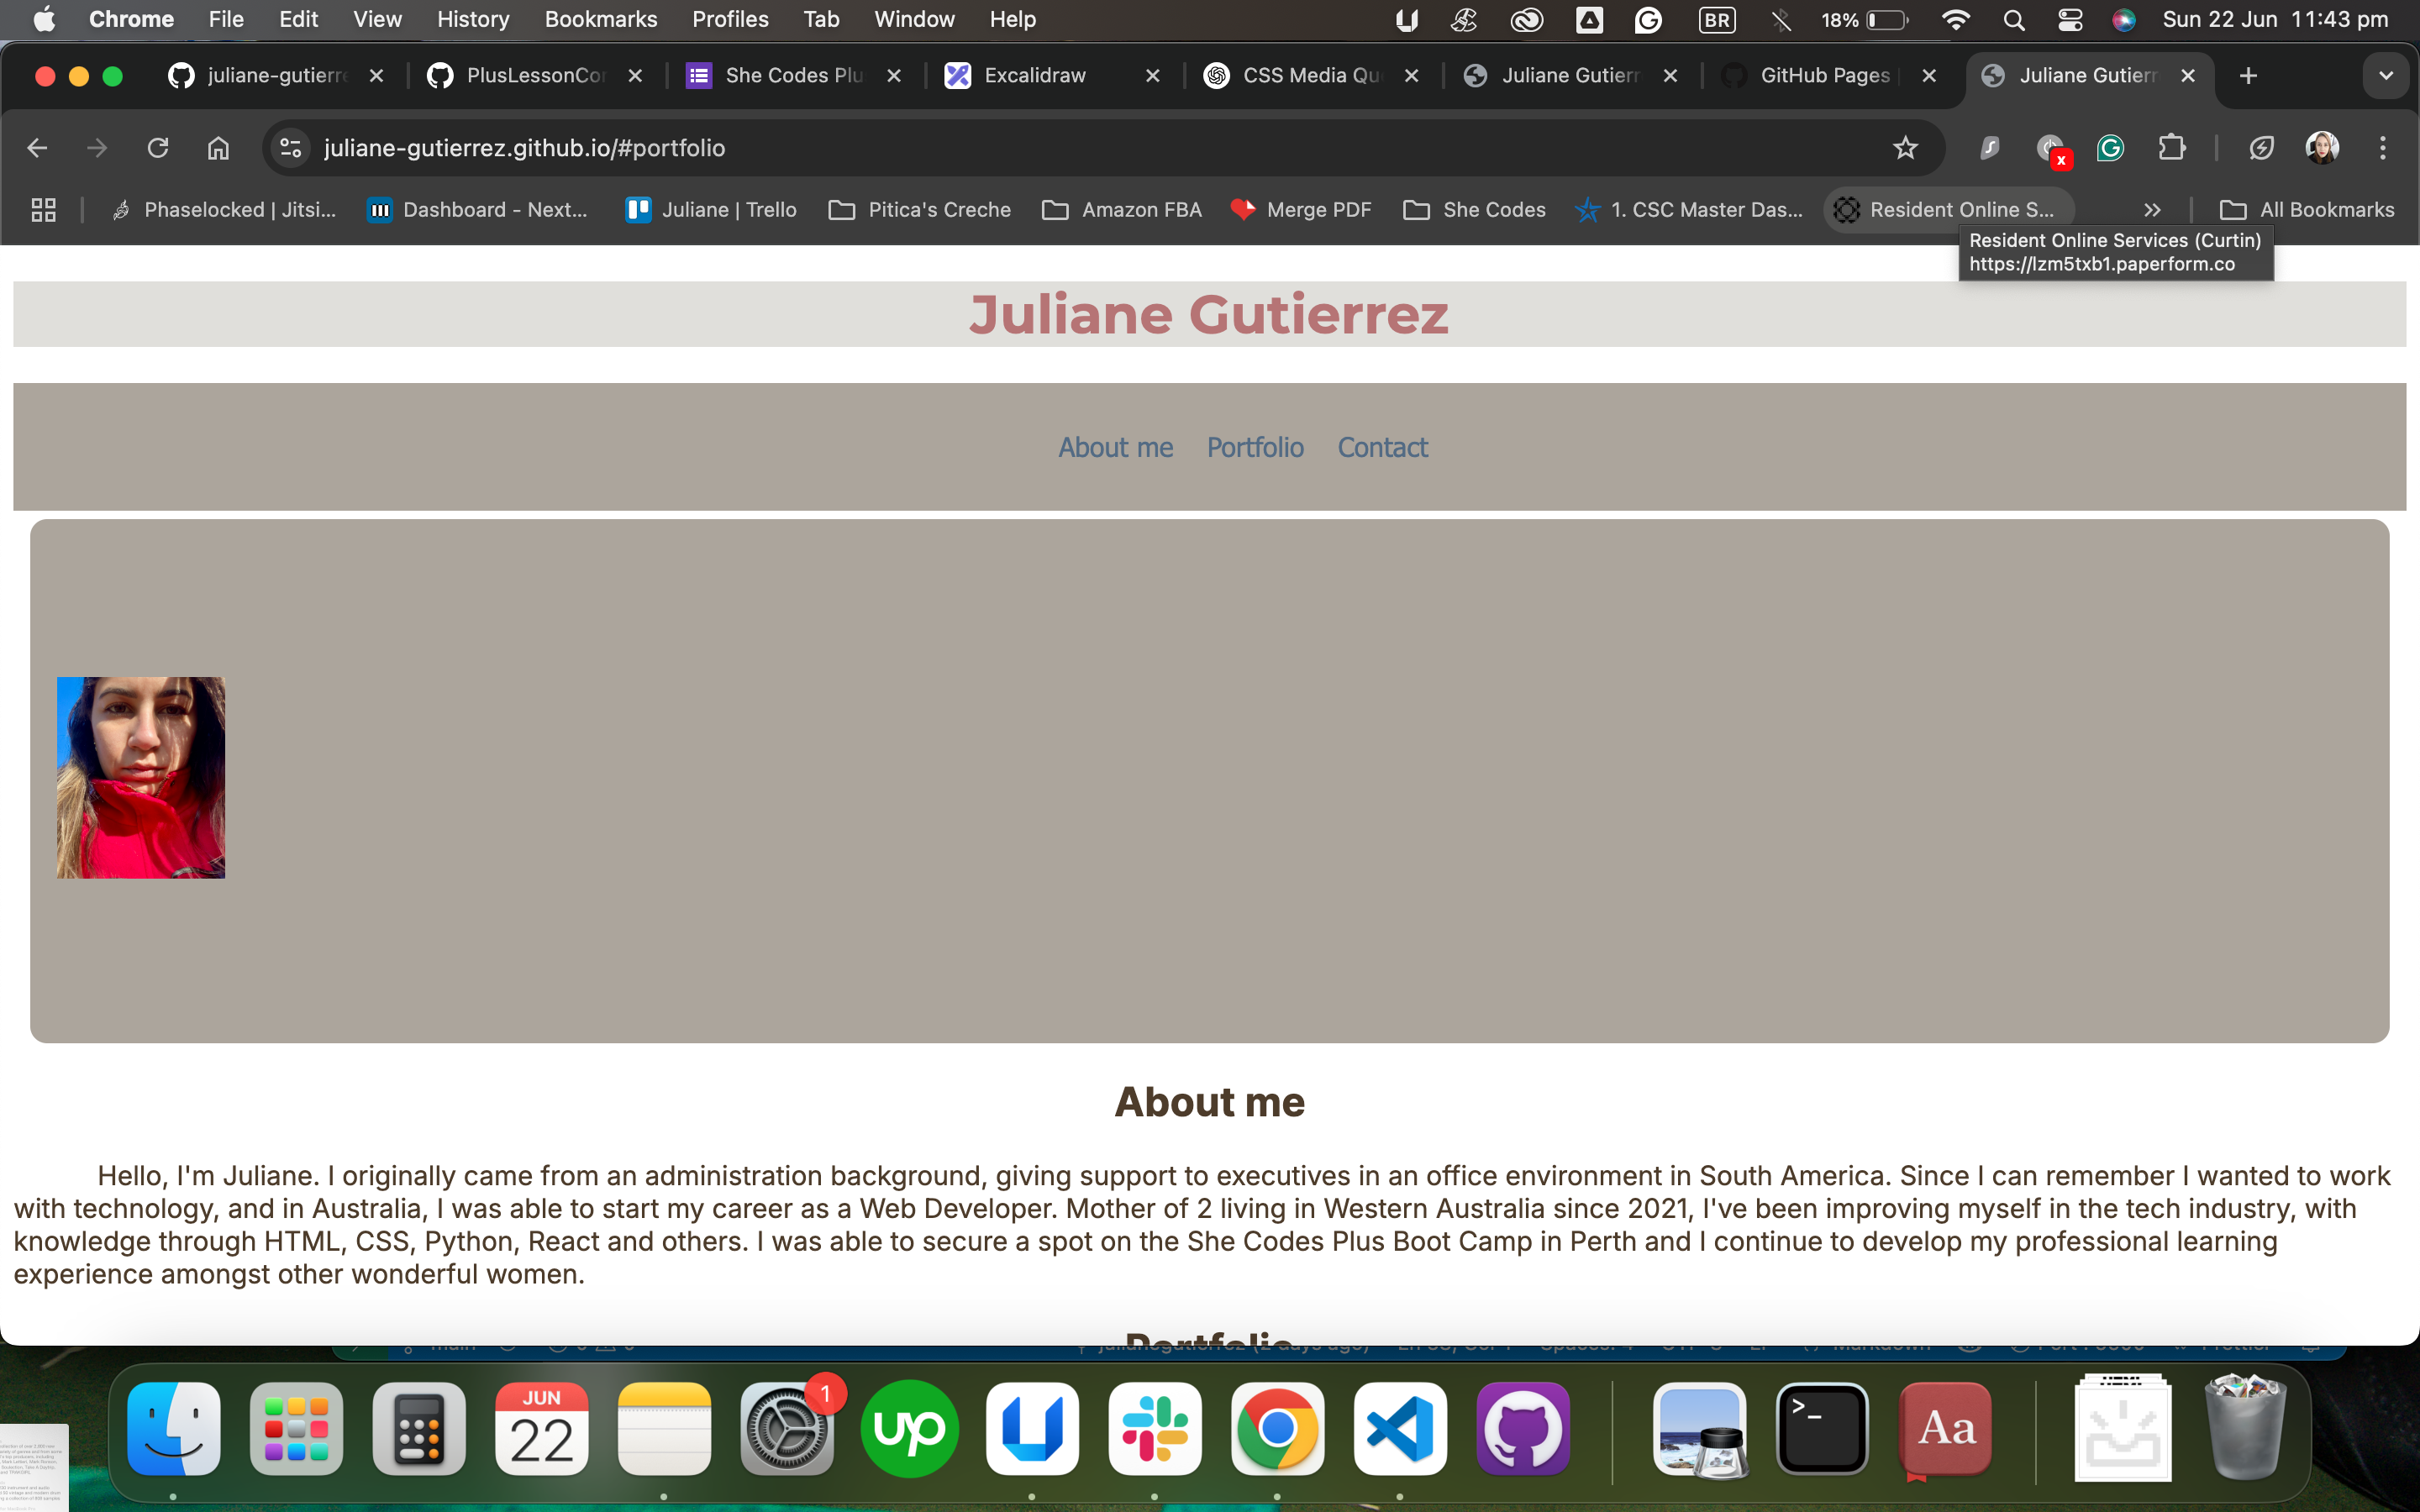 Chrome File Edit View History Bookmarks Profiles Tab Window Help BR 18% Sun 22 Jun 11:43 pm
juliane-gutierre PlusLessonCor She Codes Plu Excalidraw CSS Media Qu Juliane Gutierr GitHub Pages Juliane Gutierr
juliane-gutierrez.github.io/#portfolio
Phaselocked | Jitsi... Dashboard - Next... Juliane | Trello Pitica's Creche Amazon FBA Merge PDF She Codes 1. CSC Master Das... Resident Online S... All Bookmarks
Resident Online Services (Curtin)
https://lzm5txb1.paperform.co
Juliane Gutierrez
About me Portfolio Contact
About me
Hello, I'm Juliane. I originally came from an administration background, giving support to executives in an office environment in South America. Since I can remember I wanted to work
with technology, and in Australia, I was able to start my career as a Web Developer. Mother of 2 living in Western Australia since 2021, I've been improving myself in the tech industry, with
knowledge through HTML, CSS, Python, React and others. I was able to secure a spot on the She Codes Plus Boot Camp in Perth and I continue to develop my professional learning
experience amongst other wonderful women.
Portfolio
JUN
22
1
up
Aa